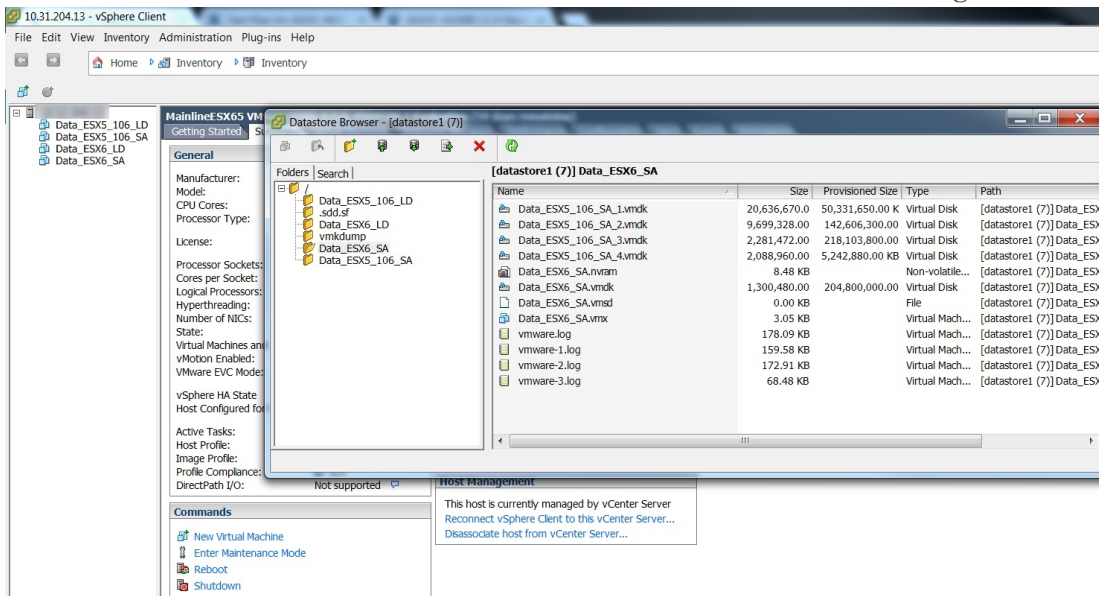 10.31.204.13 - vSphere Client
File Edit View Inventory Administration Plug-ins Help
Home Inventory Inventory
Data_ESX5_106_LD
Data_ESX5_106_SA
Data_ESX6_LD
Data_ESX6_SA
MainlineESX65 VM
Getting Started Su
General
Manufacturer:
Model:
CPU Cores:
Processor Type:
License:
Processor Sockets:
Cores per Socket:
Logical Processors:
Hyperthreading:
Number of NICs:
State:
Virtual Machines and
vMotion Enabled:
VMware EVC Mode:
vSphere HA State
Host Configured for
Active Tasks:
Host Profile:
Image Profile:
Profile Compliance:
DirectPath I/O: Not supported
Commands
New Virtual Machine
Enter Maintenance Mode
Reboot
Shutdown
Datastore Browser - [datastore1 (7)]
Folders Search
/
Data_ESX5_106_LD
.sdd.sf
Data_ESX6_LD
vmkdump
Data_ESX6_SA
Data_ESX5_106_SA
[datastore1 (7)] Data_ESX6_SA
Name Size Provisioned Size Type Path
Data_ESX5_106_SA_1.vmdk 20,636,670.0 50,331,650.00 K Virtual Disk [datastore1 (7)] Data_ESX
Data_ESX5_106_SA_2.vmdk 9,699,328.00 142,606,300.00 Virtual Disk [datastore1 (7)] Data_ESX
Data_ESX5_106_SA_3.vmdk 2,281,472.00 218,103,800.00 Virtual Disk [datastore1 (7)] Data_ESX
Data_ESX5_106_SA_4.vmdk 2,088,960.00 5,242,880.00 KB Virtual Disk [datastore1 (7)] Data_ESX
Data_ESX6_SA.nvram 8.48 KB Non-volatile... [datastore1 (7)] Data_ESX
Data_ESX6_SA.vmdk 1,300,480.00 204,800,000.00 Virtual Disk [datastore1 (7)] Data_ESX
Data_ESX6_SA.vmsd 0.00 KB File [datastore1 (7)] Data_ESX
Data_ESX6_SA.vmx 3.05 KB Virtual Mach... [datastore1 (7)] Data_ESX
vmware.log 178.09 KB Virtual Mach... [datastore1 (7)] Data_ESX
vmware-1.log 159.58 KB Virtual Mach... [datastore1 (7)] Data_ESX
vmware-2.log 172.91 KB Virtual Mach... [datastore1 (7)] Data_ESX
vmware-3.log 68.48 KB Virtual Mach... [datastore1 (7)] Data_ESX
Host Management
This host is currently managed by vCenter Server
Reconnect vSphere Client to this vCenter Server...
Disassociate host from vCenter Server...